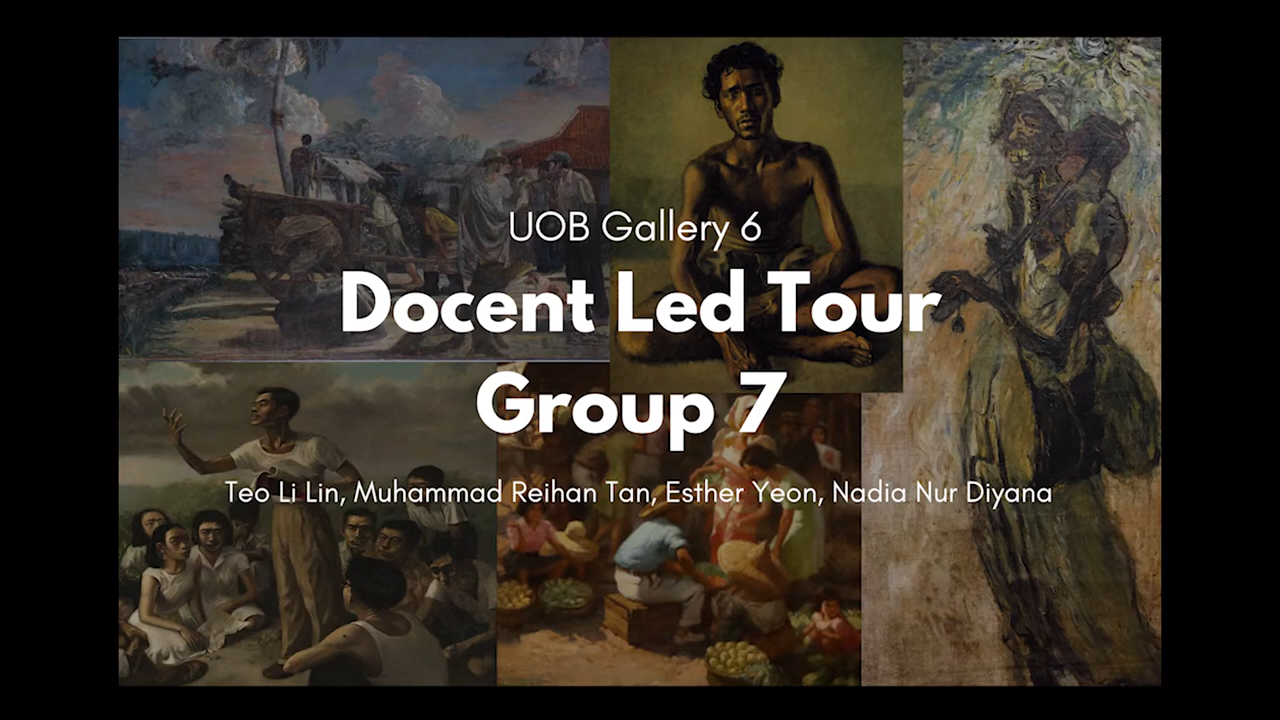 UOB Gallery 6
Docent Led Tour
Group 7
Teo Li Lin, Muhammad Reihan Tan, Esther Yeon, Nadia Nur Diyana